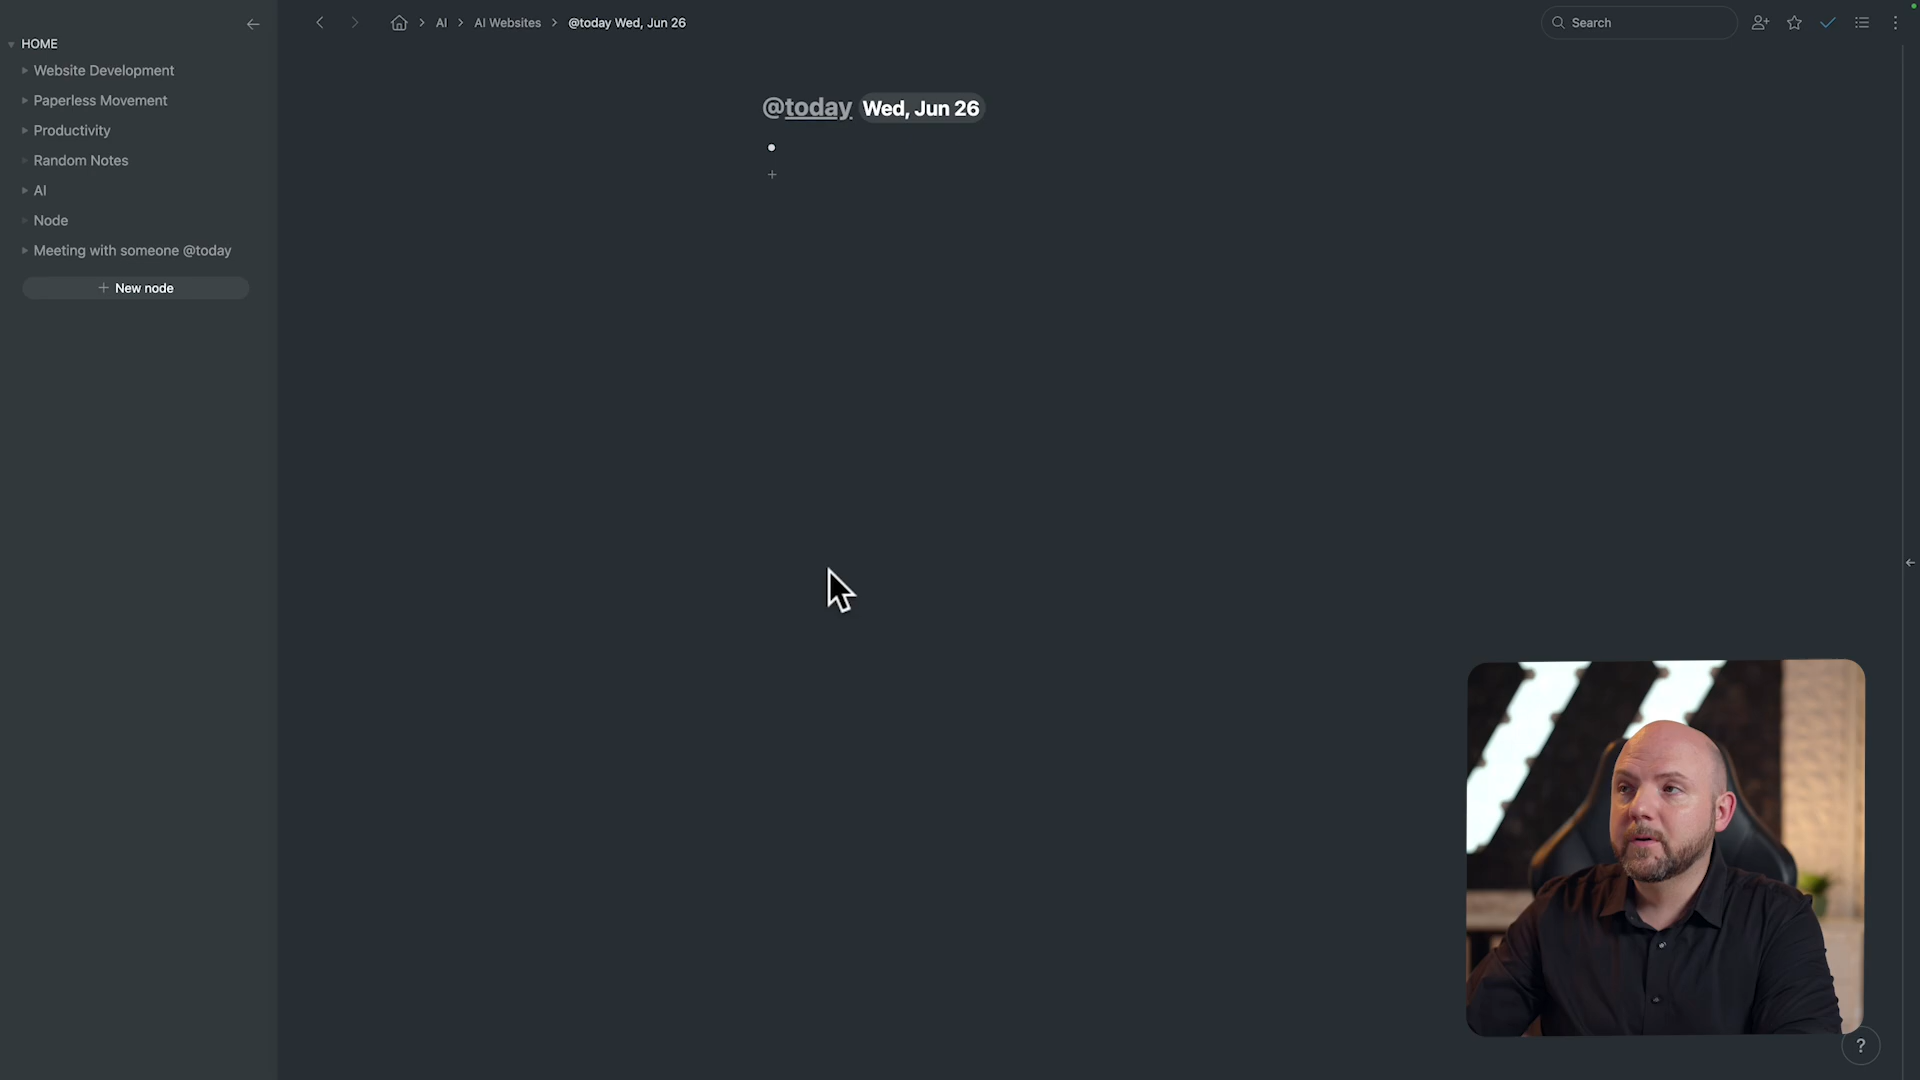 AI
AI Websites
@today Wed, Jun 26
Search
HOME
Website Development
Paperless Movement
Productivity
Random Notes
AI
Node
Meeting with someone @today
+ New node
@today Wed, Jun 26
?